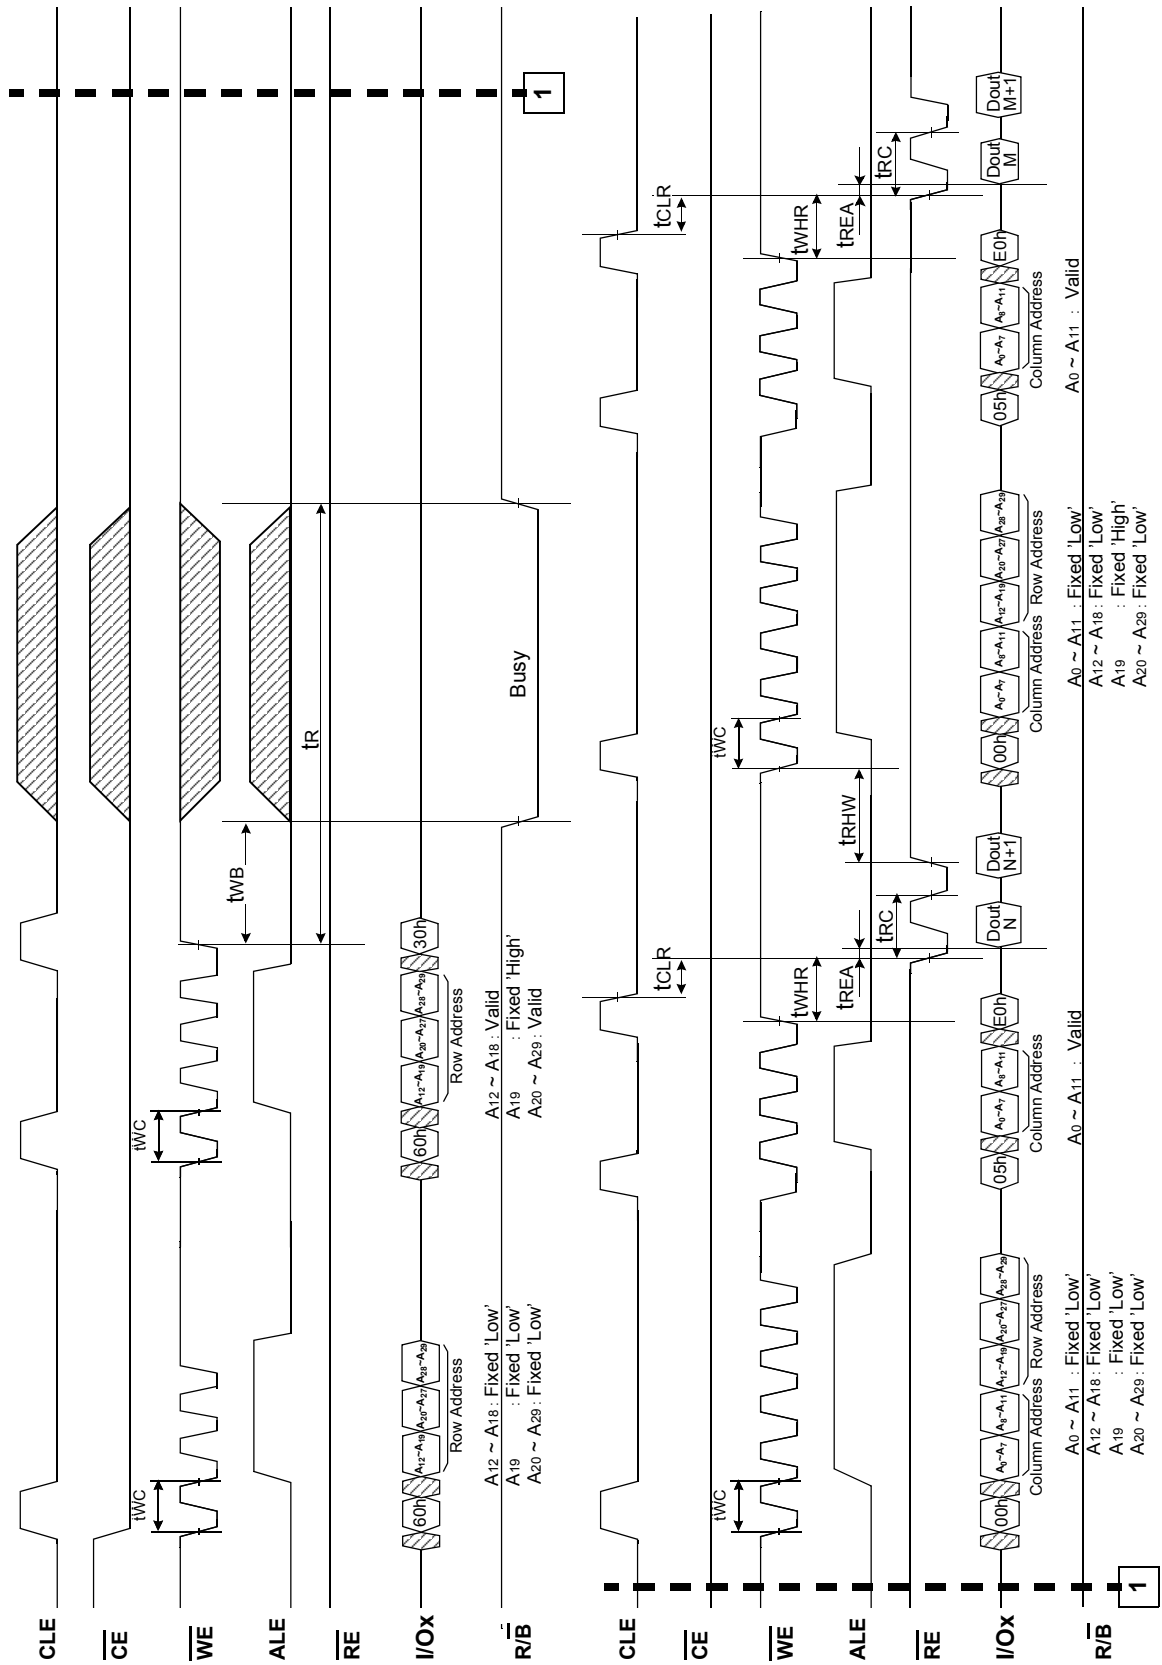 CLE
CE
WE
tWC
tWC
tWB
ALE
tR
RE
I/Ox
60h A12~A19 A20~A27 A28~A29
60h A12~A19 A20~A27 A28~A29 30h
Row Address
Row Address
R/B
A12 ~ A18 : Fixed 'Low'
A19 : Fixed 'Low'
A20 ~ A29 : Fixed 'Low'
A12 ~ A18 : Valid
A19 : Fixed 'High'
A20 ~ A29 : Valid
Busy
1
CLE
CE
tCLR
tCLR
WE
tWC
tWC
tWHR
tWHR
ALE
tREA
tRHW
tREA
RE
tRC
tRC
I/Ox
00h A0~A7 A8~A11 A12~A19 A20~A27 A28~A29
05h A0~A7 A8~A11 E0h
Dout N
Dout N+1
00h A0~A7 A8~A11 A12~A19 A20~A27 A28~A29
05h A0~A7 A8~A11 E0h
Dout M
Dout M+1
Column Address Row Address
Column Address
Column Address Row Address
Column Address
R/B
A0 ~ A11 : Fixed 'Low'
A12 ~ A18 : Fixed 'Low'
A19 : Fixed 'Low'
A20 ~ A29 : Fixed 'Low'
A0 ~ A11 : Valid
A0 ~ A11 : Fixed 'Low'
A12 ~ A18 : Fixed 'Low'
A19 : Fixed 'High'
A20 ~ A29 : Fixed 'Low'
A0 ~ A11 : Valid
1